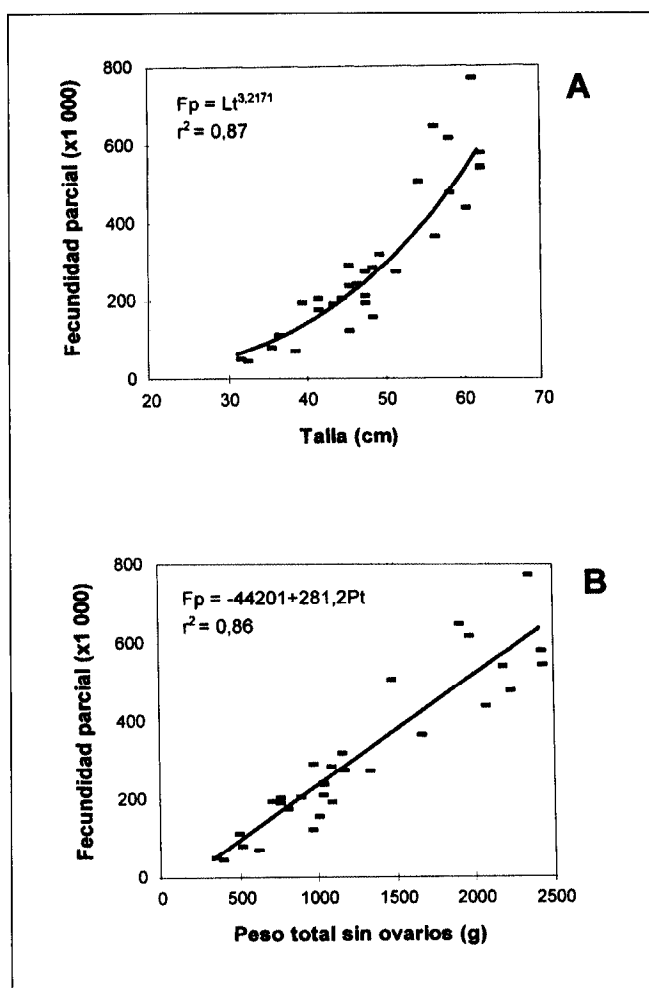 A
Fp = Lt^3,2171
r² = 0,87
Fecundidad parcial (x1 000)
800
600
400
200
0
20 30 40 50 60 70
Talla (cm)
B
Fp = -44201+281,2Pt
r² = 0,86
Fecundidad parcial (x1 000)
800
600
400
200
0
0 500 1000 1500 2000 2500
Peso total sin ovarios (g)